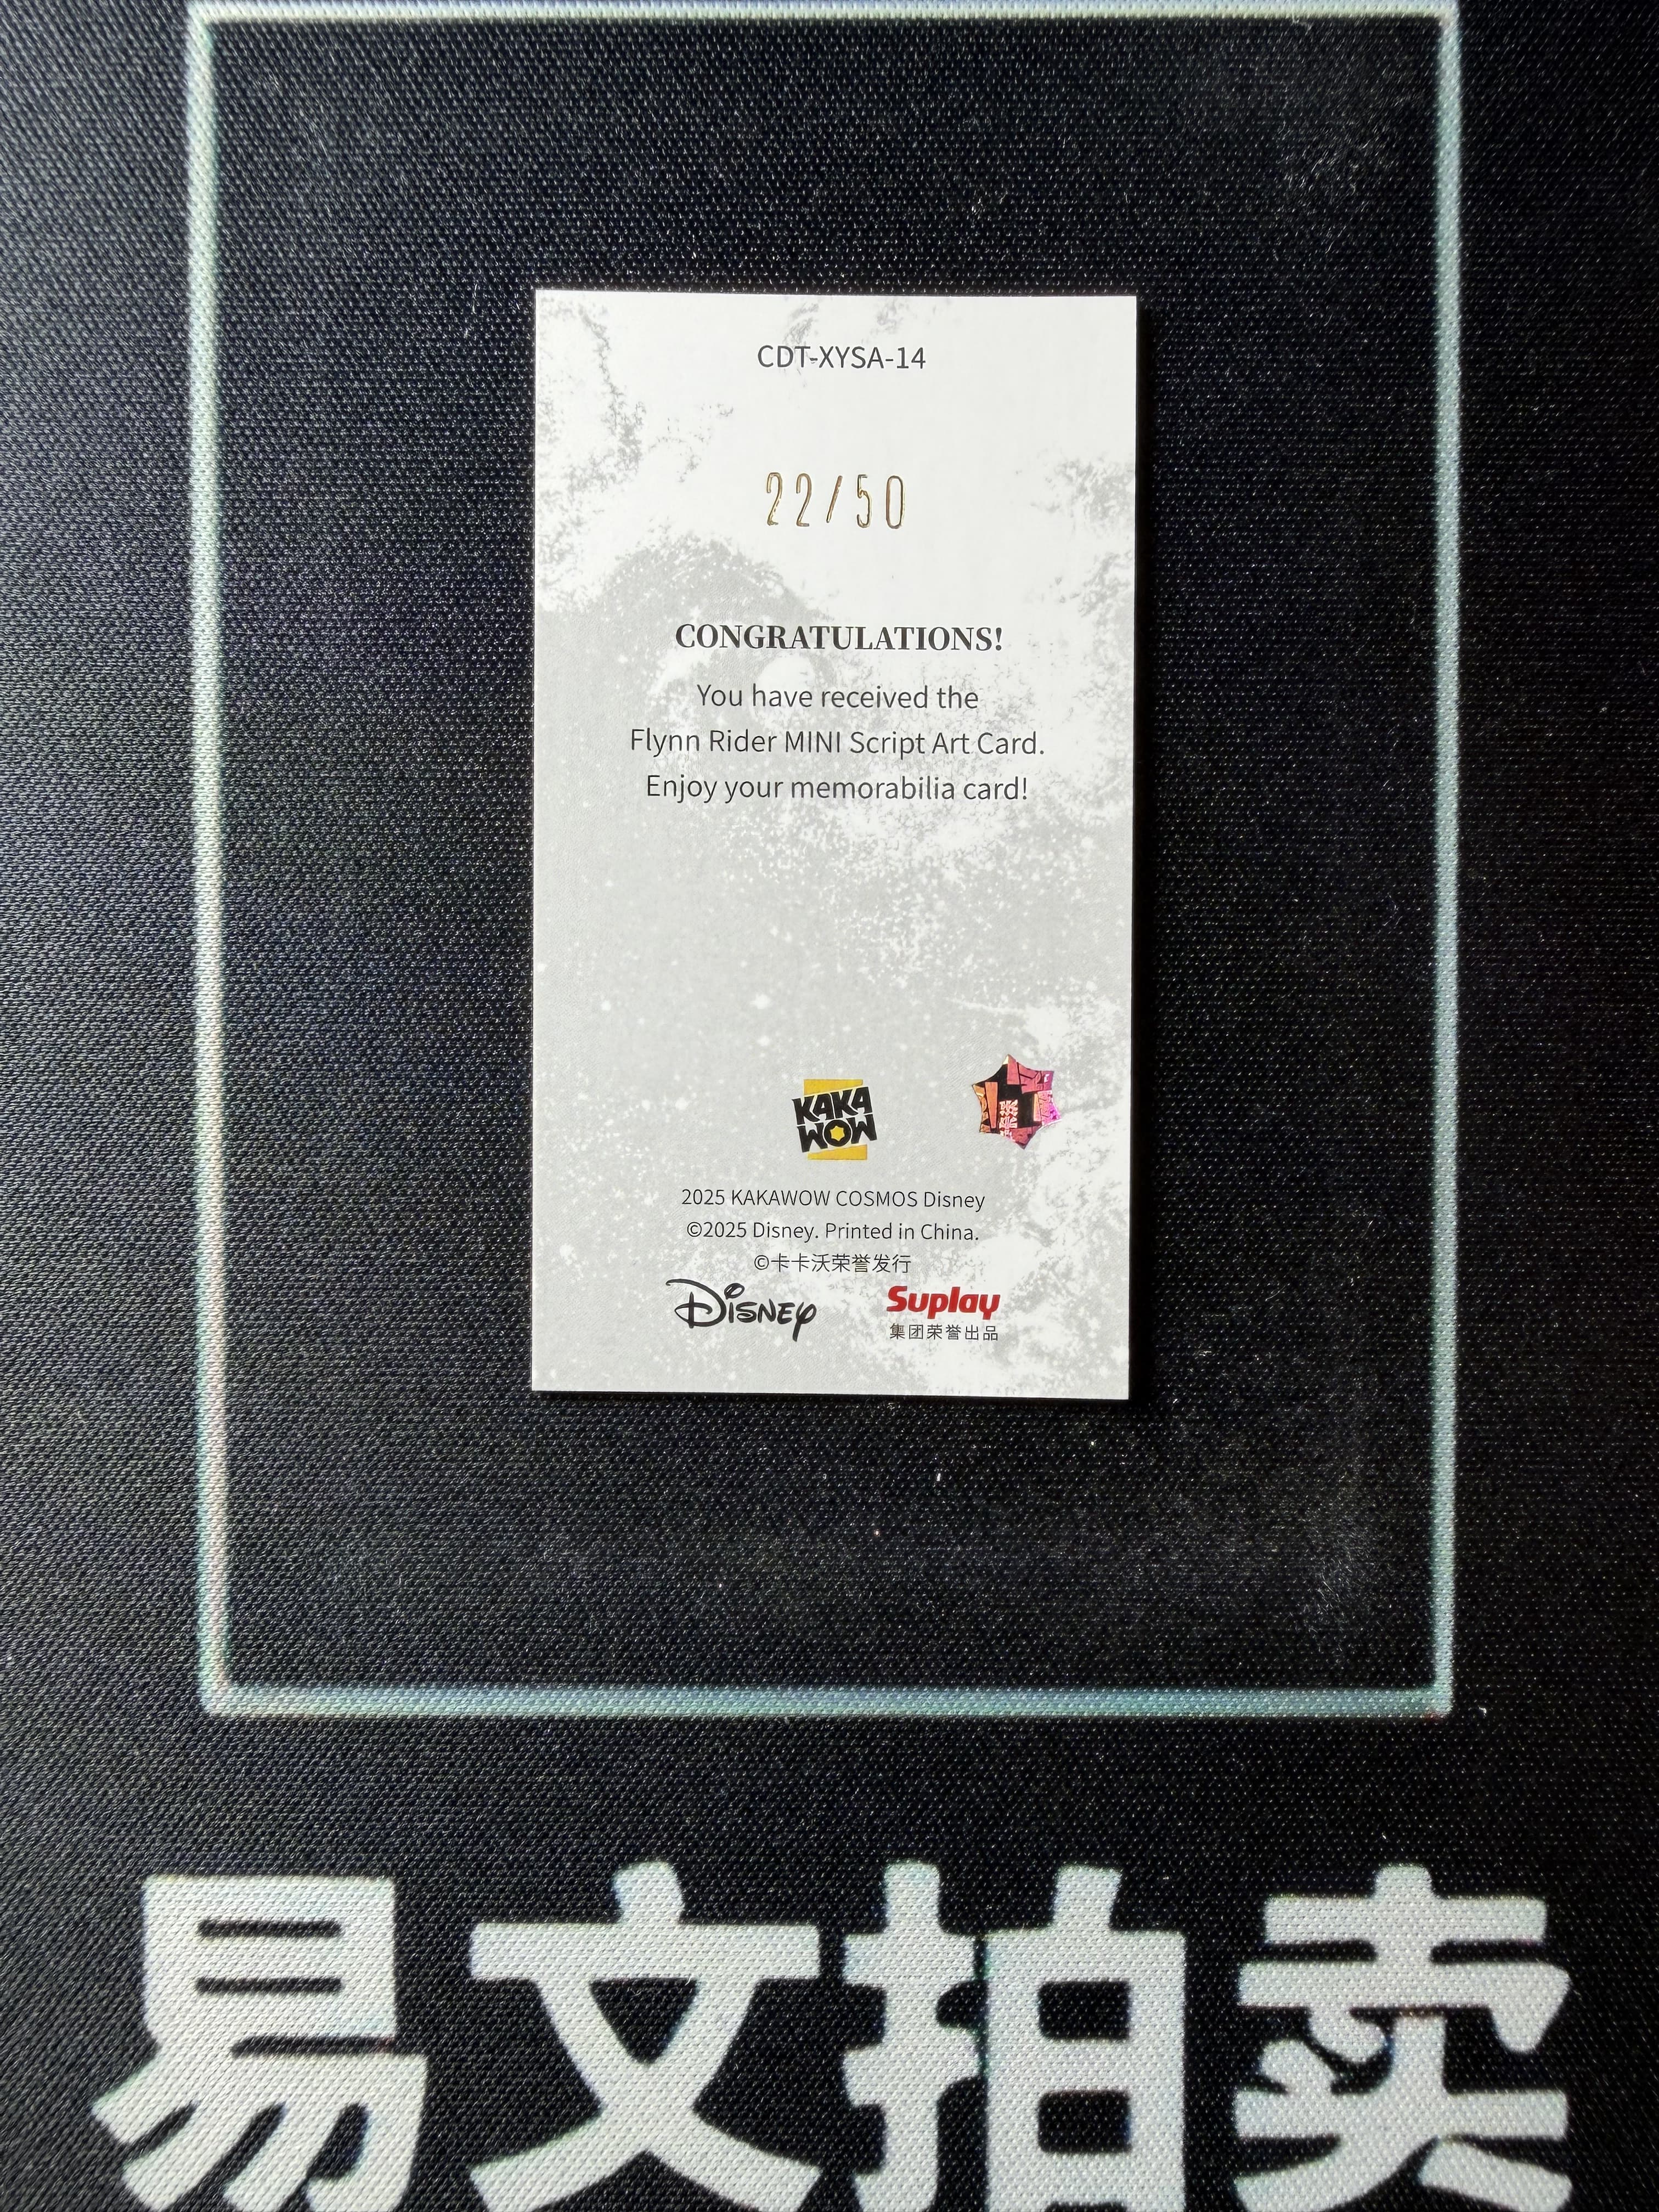 CDT-XYSA-14
22/50
CONGRATULATIONS!
You have received the
Flynn Rider MINI Script Art Card.
Enjoy your memorabilia card!
KAKA
WOW
2025 KAKAWOW COSMOS Disney
©2025 Disney. Printed in China.
©卡卡沃荣誉发行
Disney
Suplay
集团荣誉出品
易文拍卖